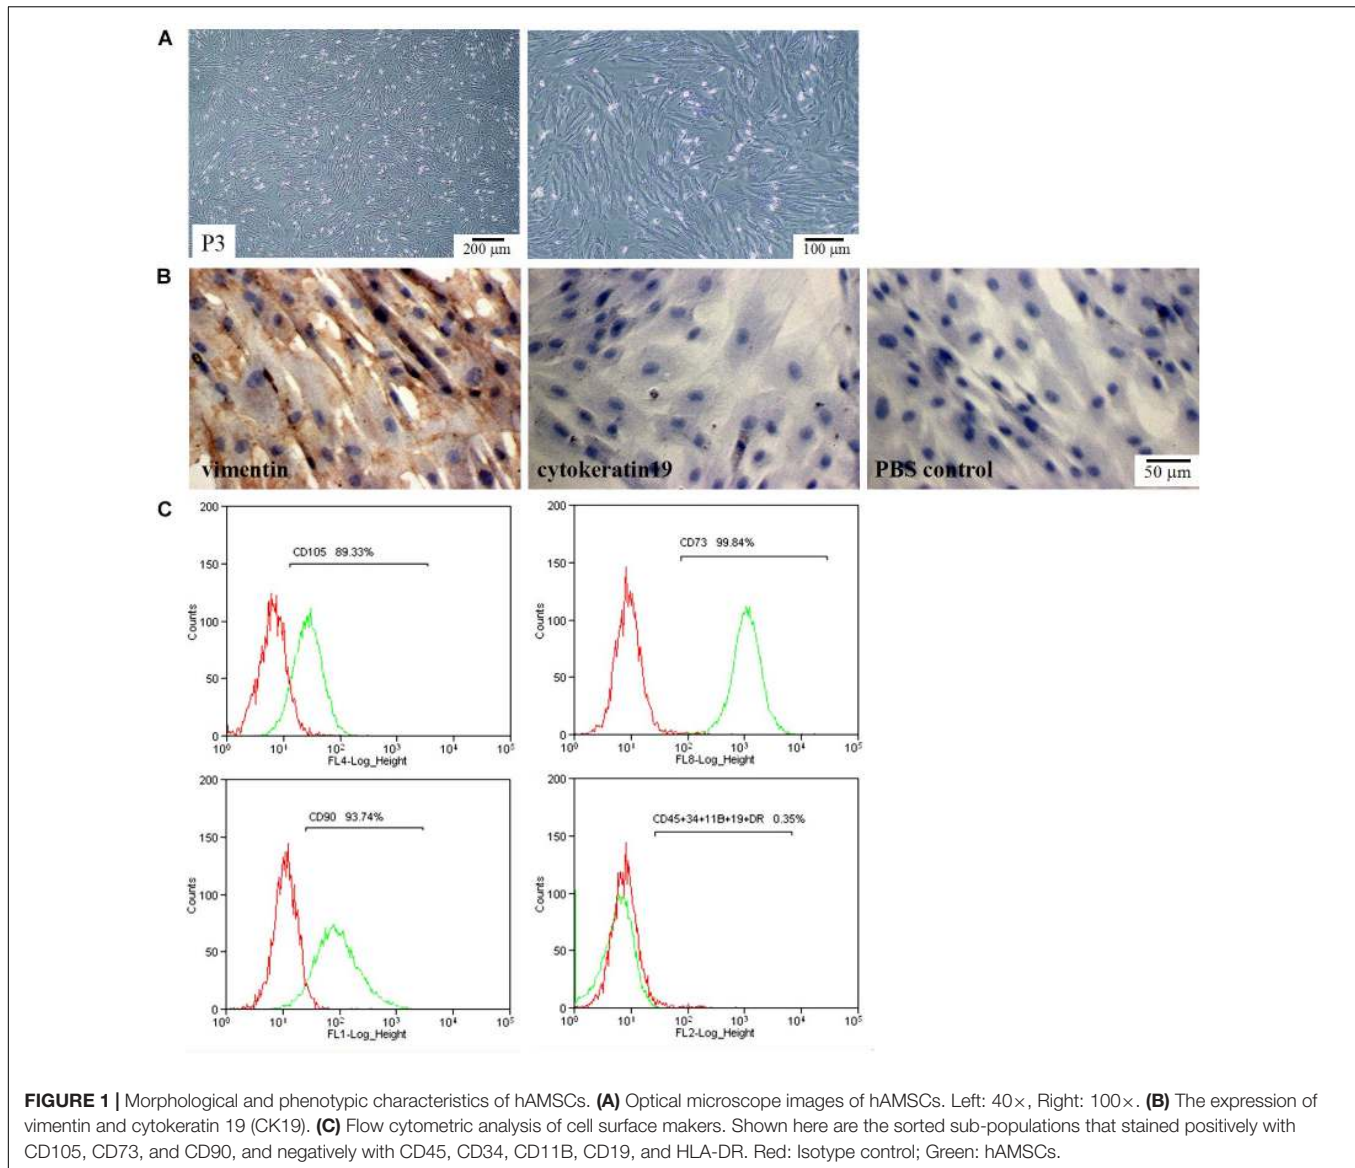 A
P3
200 µm
100 µm
B
vimentin
cytokeratin19
PBS control
50 µm
C
200
150
100
50
0
Counts
CD105 89.33%
10⁰ 10¹ 10² 10³ 10⁴ 10⁵
FL4-Log_Height
200
150
100
50
0
Counts
CD73 99.84%
10⁰ 10¹ 10² 10³ 10⁴ 10⁵
FL8-Log_Height
200
150
100
50
0
Counts
CD90 93.74%
10⁰ 10¹ 10² 10³ 10⁴ 10⁵
FL1-Log_Height
200
150
100
50
0
Counts
CD45+34+11B+19+DR 0.35%
10⁰ 10¹ 10² 10³ 10⁴ 10⁵
FL2-Log_Height
FIGURE 1 | Morphological and phenotypic characteristics of hAMSCs. (A) Optical microscope images of hAMSCs. Left: 40×, Right: 100×. (B) The expression of
vimentin and cytokeratin 19 (CK19). (C) Flow cytometric analysis of cell surface makers. Shown here are the sorted sub-populations that stained positively with
CD105, CD73, and CD90, and negatively with CD45, CD34, CD11B, CD19, and HLA-DR. Red: Isotype control; Green: hAMSCs.